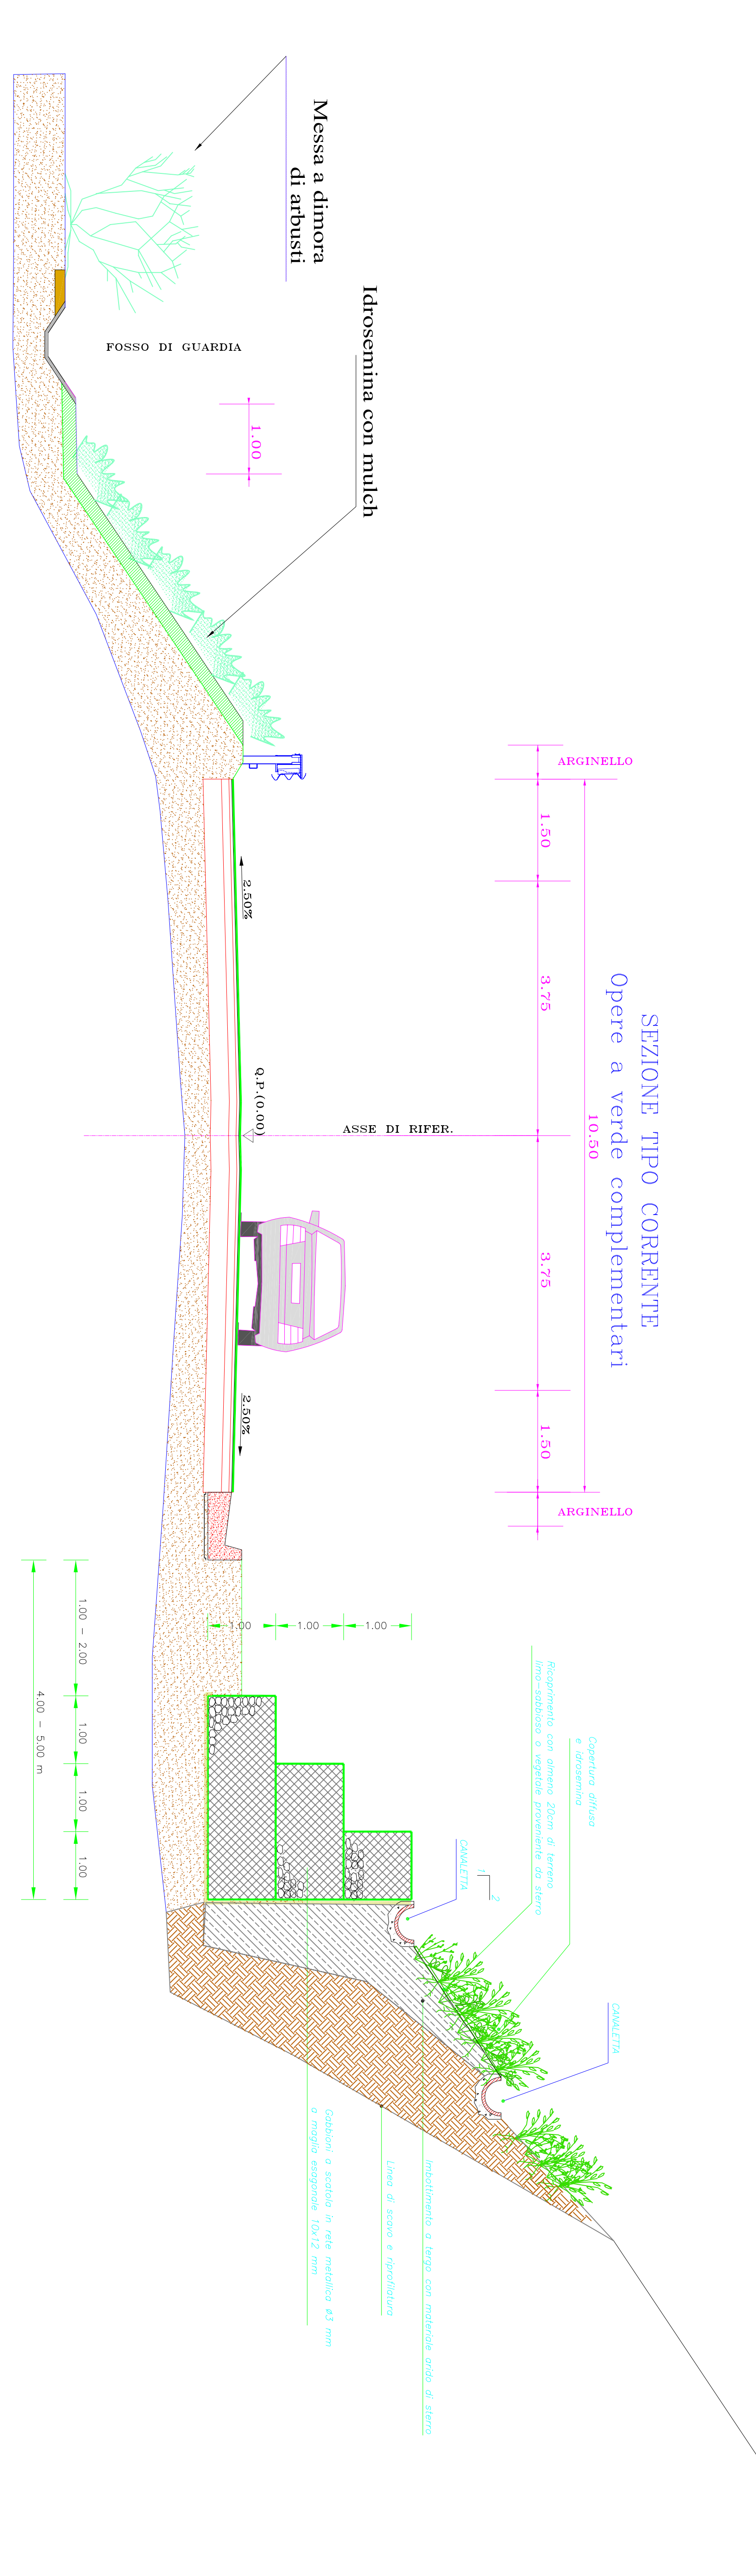 SEZIONE TIPO CORRENTE
Opere a verde complementari
Messa a dimora
di arbusti
Idrosemina con mulch
FOSSO DI GUARDIA
1.00
ARGINELLO
1.50
3.75
10.50
3.75
1.50
ARGINELLO
2.50%
Q.P.(0.00)
ASSE DI RIFER.
2.50%
Copertura diffusa
e idrosemina
Ricoprimento con almeno 20cm di terreno
limo-sabbioso o vegetale proveniente da sterro
CANALETTA
1
2
CANALETTA
1.00
1.00
1.00
Imbottimento a tergo con materiale arido di sterro
Linea di scavo e riprofilatura
Gabbioni a scatola in rete metallica ø3 mm
a maglia esagonale 10x12 mm
1.00 - 2.00
1.00
1.00
1.00
4.00 - 5.00 m